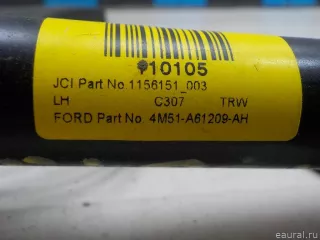 910105
JCI Part No.1156151_003
LH C307 TRW
FORD Part No. 4M51-A61209-AH
eaural.ru